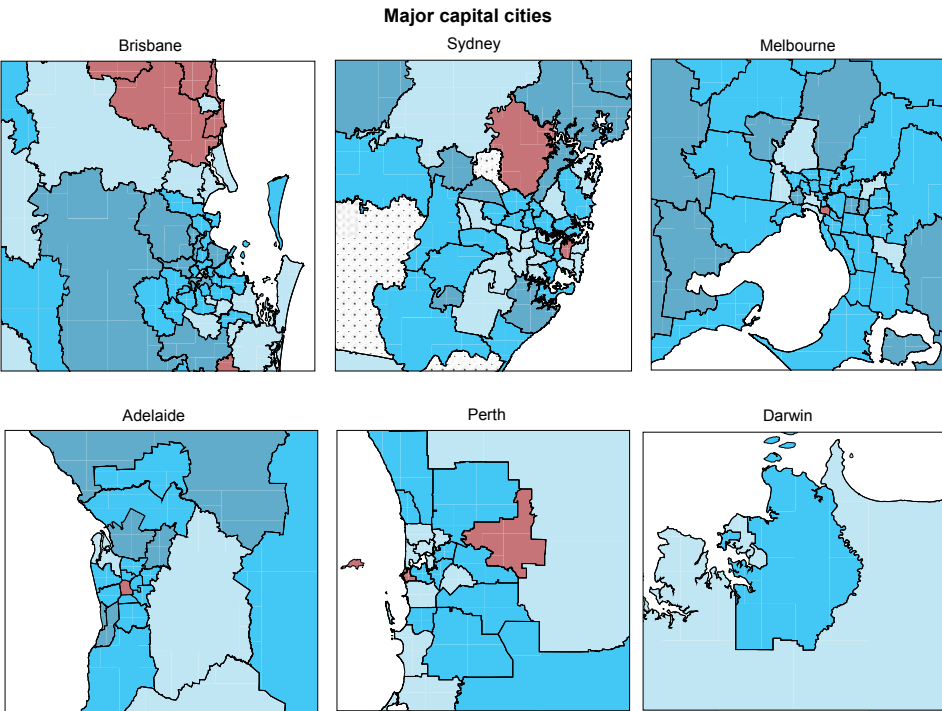 Major capital cities
Brisbane
Sydney
Melbourne
Adelaide
Perth
Darwin